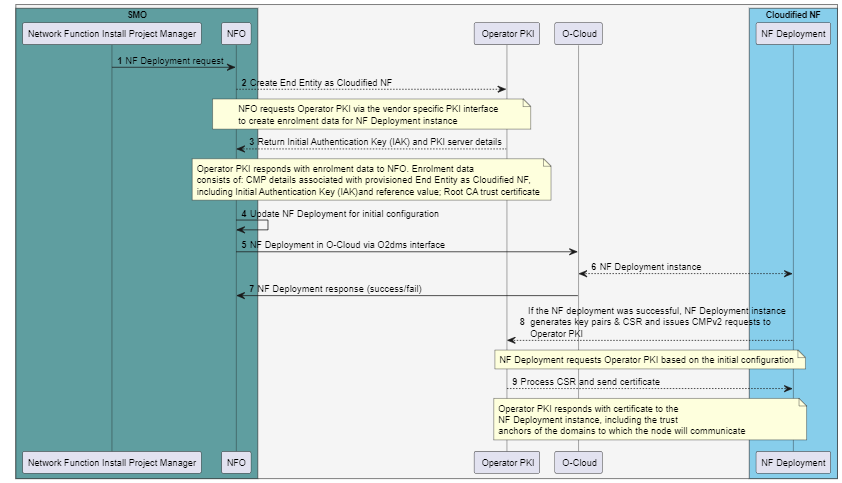 SMO
Cloudified NF
Network Function Install Project Manager
NFO
Operator PKI
O-Cloud
NF Deployment
1 NF Deployment request
2 Create End Entity as Cloudified NF
NFO requests Operator PKI via the vendor specific PKI interface
to create enrolment data for NF Deployment instance
3 Return Initial Authentication Key (IAK) and PKI server details
Operator PKI responds with enrolment data to NFO. Enrolment data
consists of: CMP details associated with provisioned End Entity as Cloudified NF,
including Initial Authentication Key (IAK)and reference value; Root CA trust certificate
4 Update NF Deployment for initial configuration
5 NF Deployment in O-Cloud via O2dms interface
6 NF Deployment instance
7 NF Deployment response (success/fail)
If the NF deployment was successful, NF Deployment instance
8 generates key pairs & CSR and issues CMPv2 requests to
Operator PKI
NF Deployment requests Operator PKI based on the initial configuration
9 Process CSR and send certificate
Operator PKI responds with certificate to the
NF Deployment instance, including the trust
anchors of the domains to which the node will communicate
Network Function Install Project Manager
NFO
Operator PKI
O-Cloud
NF Deployment